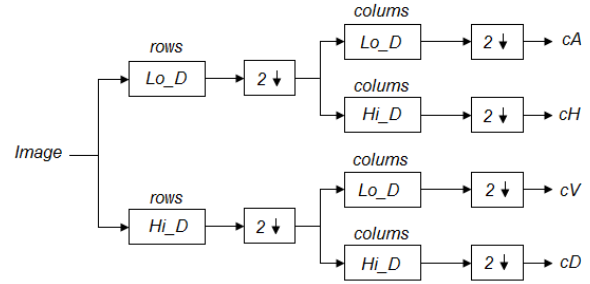 colums
Lo_D
2 ↓
cA
rows
Lo_D
2 ↓
colums
Hi_D
2 ↓
cH
Image
colums
Lo_D
2 ↓
cV
rows
Hi_D
2 ↓
colums
Hi_D
2 ↓
cD